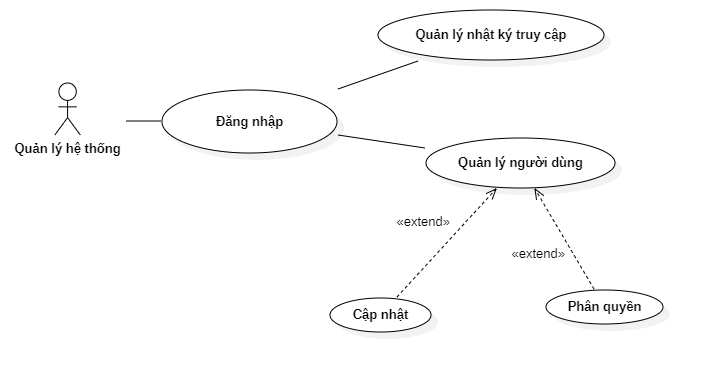 Quản lý nhật ký truy cập
Đăng nhập
Quản lý hệ thống
Quản lý người dùng
«extend»
«extend»
Cập nhật
Phân quyền